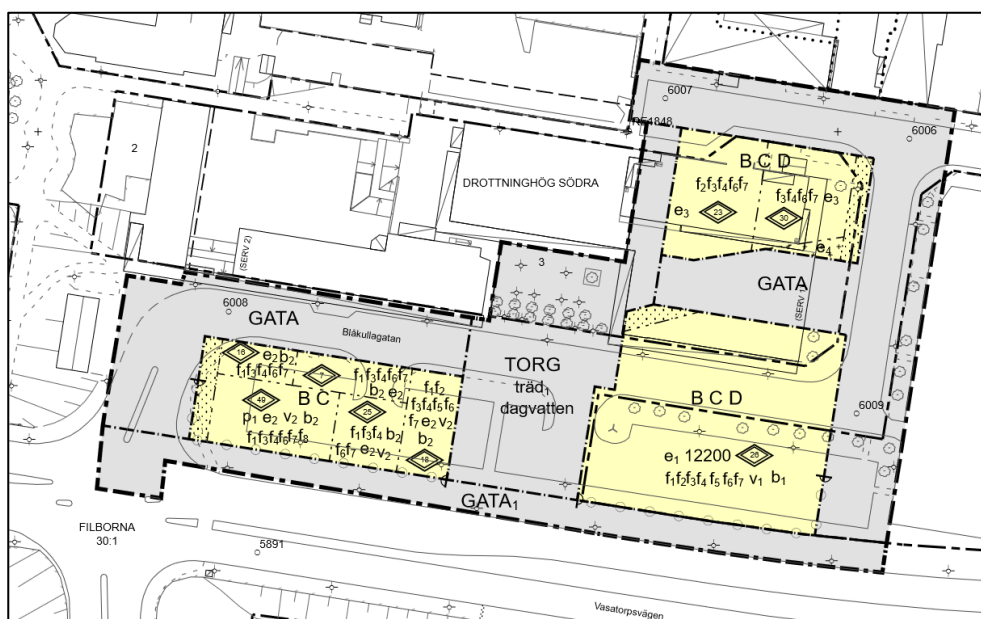 6007
RF1848
6006
2
B C D
DROTTNINGHÖG SÖDRA
f₂f₃f₄f₆f₇
f₃f₄f₆f₇ e₃
e₃
23
30
e₄
(SERV 2)
3
GATA
(SERV 1)
6008
GATA
Blåkullagatan
TORG
träd₁
dagvatten
16
e₂ b₂
f₁f₃f₄f₆f₇
7
f₁f₃f₄f₆f₇
b₂ e₂
f₁f₂
f₃f₄f₅f₆
f₇ e₂ v₂
b₂
18
B C
49
p₁ e₂ v₂ b₂
f₁f₃f₄f₆f₇f₈
25
f₁f₃f₄ b₂
f₆f₇ e₂ v₂
B C D
6009
e₁ 12200
26
f₁f₂f₃f₄ f₅ f₆f₇ v₁ b₁
GATA₁
FILBORNA
30:1
5891
Vasatorpsvägen